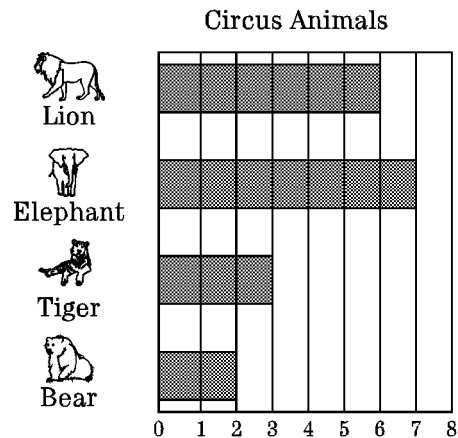 Circus Animals
Lion
Elephant
Tiger
Bear
0 1 2 3 4 5 6 7 8